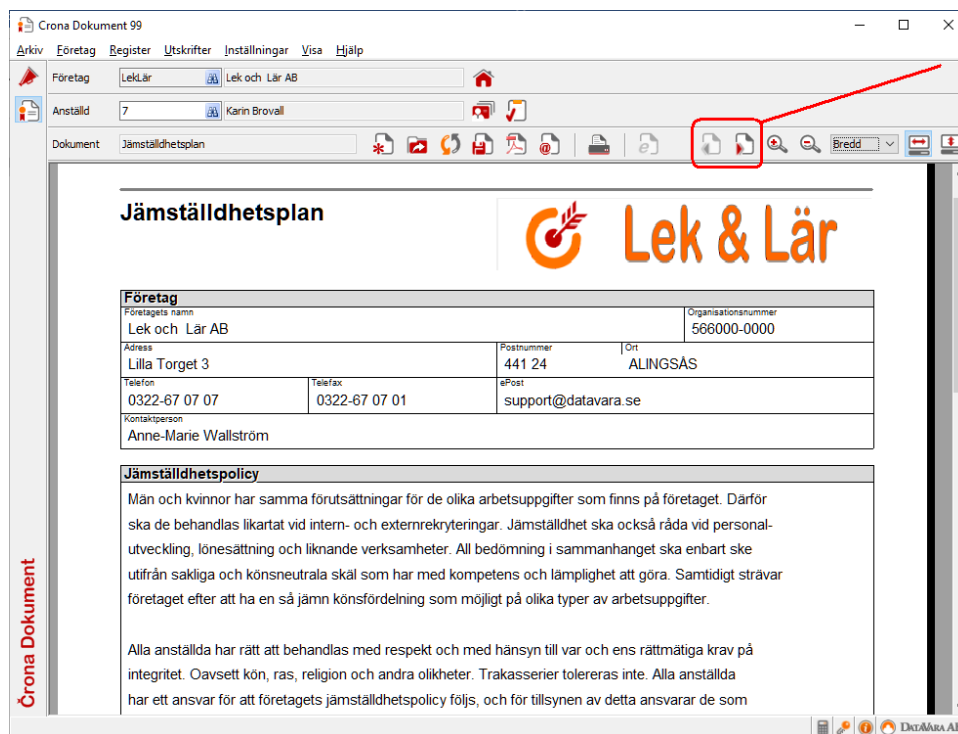 Crona Dokument 99
Arkiv Företag Register Utskrifter Inställningar Visa Hjälp
Företag LekLär Lek och Lär AB
Anställd 7 Karin Brovall
Dokument Jämställdhetsplan Bredd
Jämställdhetsplan
Lek & Lär
Företag
Företagets namn Organisationsnummer
Lek och Lär AB 566000-0000
Adress Postnummer Ort
Lilla Torget 3 441 24 ALINGSÅS
Telefon Telefax ePost
0322-67 07 07 0322-67 07 01 support@datavara.se
Kontaktperson
Anne-Marie Wallström
Jämställdhetspolicy
Män och kvinnor har samma förutsättningar för de olika arbetsuppgifter som finns på företaget. Därför
ska de behandlas likartat vid intern- och externrekryteringar. Jämställdhet ska också råda vid personal-
utveckling, lönesättning och liknande verksamheter. All bedömning i sammanhanget ska enbart ske
utifrån sakliga och könsneutrala skäl som har med kompetens och lämplighet att göra. Samtidigt strävar
företaget efter att ha en så jämn könsfördelning som möjligt på olika typer av arbetsuppgifter.
Alla anställda har rätt att behandlas med respekt och med hänsyn till var och ens rättmätiga krav på
integritet. Oavsett kön, ras, religion och andra olikheter. Trakasserier tolereras inte. Alla anställda
har ett ansvar för att företagets jämställdhetspolicy följs, och för tillsynen av detta ansvarar de som
Črona Dokument
DATAVARA AB